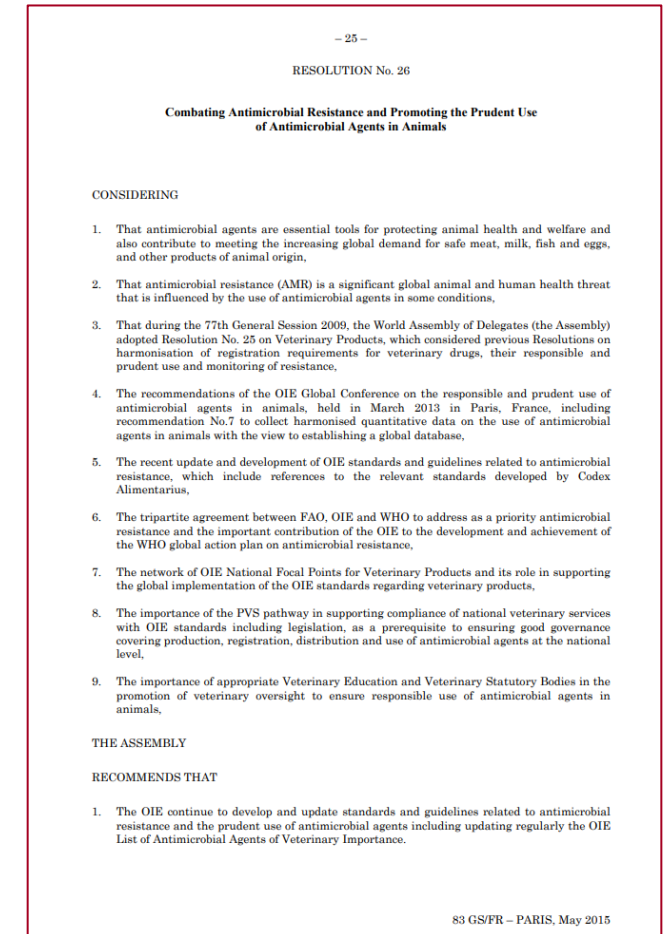 – 25 –
RESOLUTION No. 26
Combating Antimicrobial Resistance and Promoting the Prudent Use
of Antimicrobial Agents in Animals
CONSIDERING
1. That antimicrobial agents are essential tools for protecting animal health and welfare and
also contribute to meeting the increasing global demand for safe meat, milk, fish and eggs,
and other products of animal origin,
2. That antimicrobial resistance (AMR) is a significant global animal and human health threat
that is influenced by the use of antimicrobial agents in some conditions,
3. That during the 77th General Session 2009, the World Assembly of Delegates (the Assembly)
adopted Resolution No. 25 on Veterinary Products, which considered previous Resolutions on
harmonisation of registration requirements for veterinary drugs, their responsible and
prudent use and monitoring of resistance,
4. The recommendations of the OIE Global Conference on the responsible and prudent use of
antimicrobial agents in animals, held in March 2013 in Paris, France, including
recommendation No.7 to collect harmonised quantitative data on the use of antimicrobial
agents in animals with the view to establishing a global database,
5. The recent update and development of OIE standards and guidelines related to antimicrobial
resistance, which include references to the relevant standards developed by Codex
Alimentarius,
6. The tripartite agreement between FAO, OIE and WHO to address as a priority antimicrobial
resistance and the important contribution of the OIE to the development and achievement of
the WHO global action plan on antimicrobial resistance,
7. The network of OIE National Focal Points for Veterinary Products and its role in supporting
the global implementation of the OIE standards regarding veterinary products,
8. The importance of the PVS pathway in supporting compliance of national veterinary services
with OIE standards including legislation, as a prerequisite to ensuring good governance
covering production, registration, distribution and use of antimicrobial agents at the national
level,
9. The importance of appropriate Veterinary Education and Veterinary Statutory Bodies in the
promotion of veterinary oversight to ensure responsible use of antimicrobial agents in
animals,
THE ASSEMBLY
RECOMMENDS THAT
1. The OIE continue to develop and update standards and guidelines related to antimicrobial
resistance and the prudent use of antimicrobial agents including updating regularly the OIE
List of Antimicrobial Agents of Veterinary Importance.
83 GS/FR – PARIS, May 2015